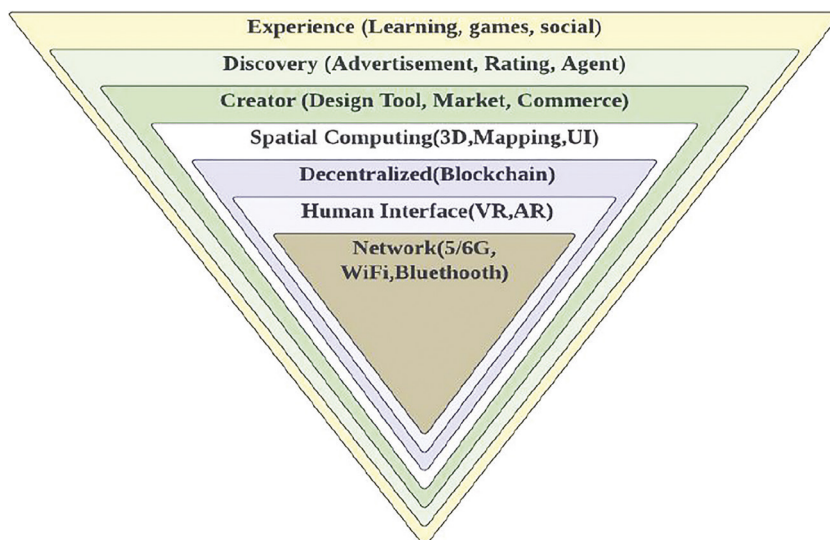 Experience (Learning, games, social)
Discovery (Advertisement, Rating, Agent)
Creator (Design Tool, Market, Commerce)
Spatial Computing(3D,Mapping,UI)
Decentralized(Blockchain)
Human Interface(VR,AR)
Network(5/6G,
WiFi,Bluethooth)